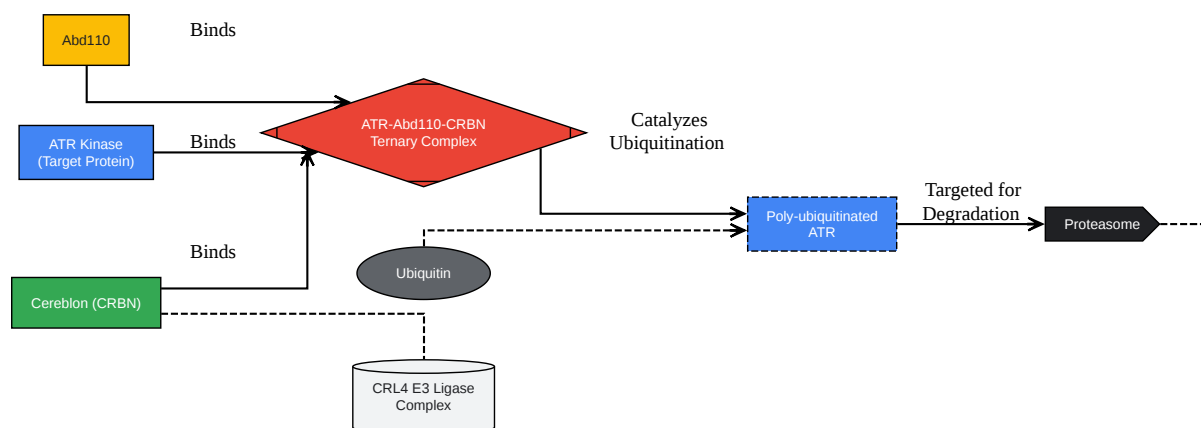 Binds
Abd110
ATR-Abd110-CRBN
Ternary Complex
Catalyzes
Ubiquitination
ATR Kinase
(Target Protein)
Binds
Targeted for
Degradation
Poly-ubiquitinated
ATR
Proteasome
Binds
Ubiquitin
Cereblon (CRBN)
CRL4 E3 Ligase
Complex